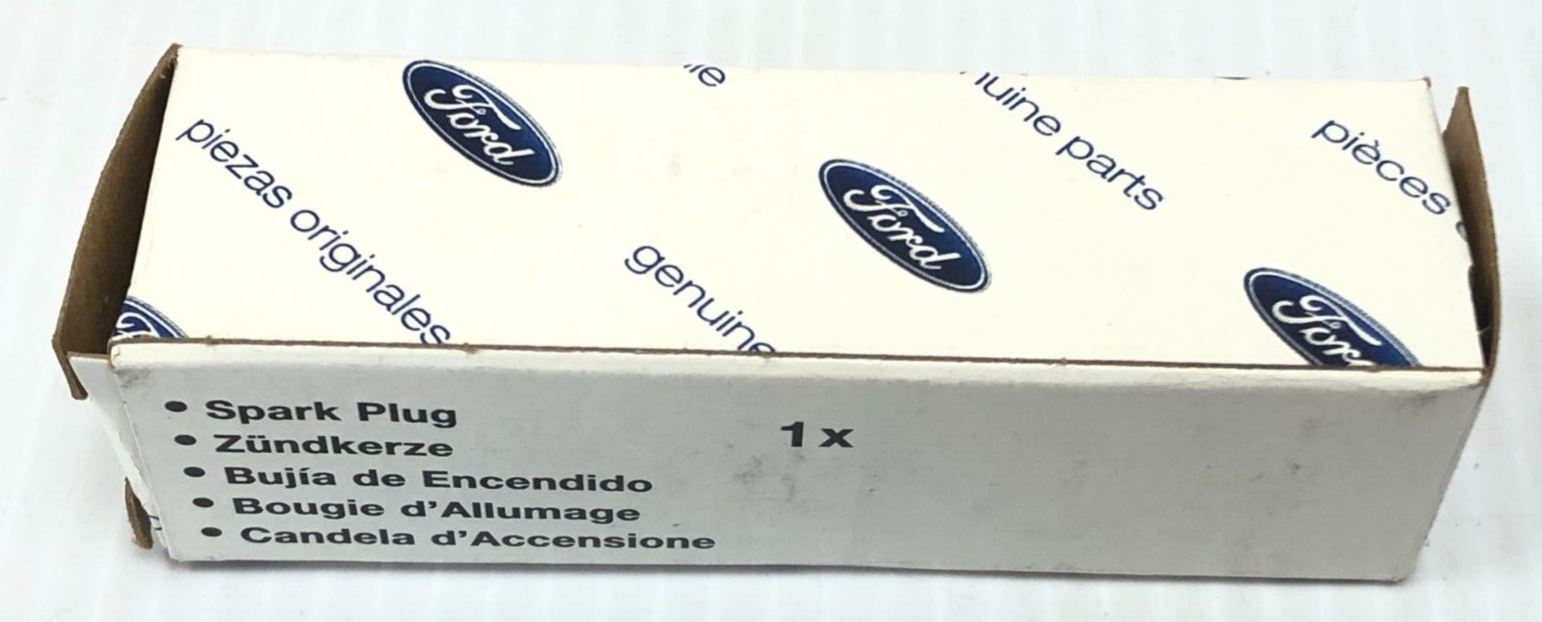 piezas originales
Ford
genuine
Ford
genuine parts
pièces
Ford
Ford
• Spark Plug
• Zündkerze
• Bujía de Encendido
• Bougie d'Allumage
• Candela d'Accensione
1x